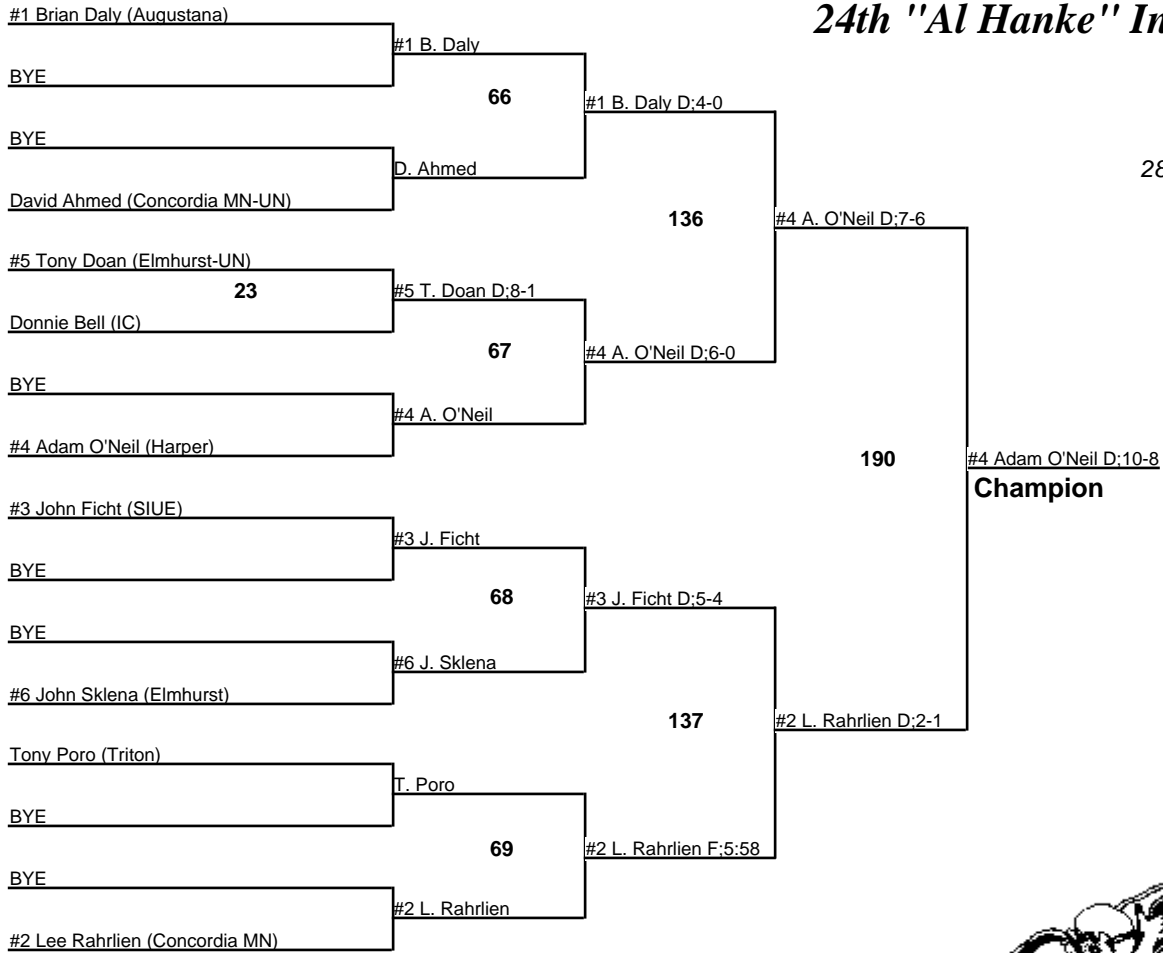 24th "Al Hanke" In
28
#1 Brian Daly (Augustana)
BYE
BYE
David Ahmed (Concordia MN-UN)
#5 Tony Doan (Elmhurst-UN)
23
Donnie Bell (IC)
BYE
#4 Adam O'Neil (Harper)
#3 John Ficht (SIUE)
BYE
BYE
#6 John Sklena (Elmhurst)
Tony Poro (Triton)
BYE
BYE
#2 Lee Rahrlien (Concordia MN)
#1 B. Daly
66
D. Ahmed
#5 T. Doan D;8-1
67
#4 A. O'Neil
#3 J. Ficht
68
#6 J. Sklena
T. Poro
69
#2 L. Rahrlien
#1 B. Daly D;4-0
136
#4 A. O'Neil D;6-0
#3 J. Ficht D;5-4
137
#2 L. Rahrlien F;5:58
#4 A. O'Neil D;7-6
190
#2 L. Rahrlien D;2-1
#4 Adam O'Neil D;10-8
Champion